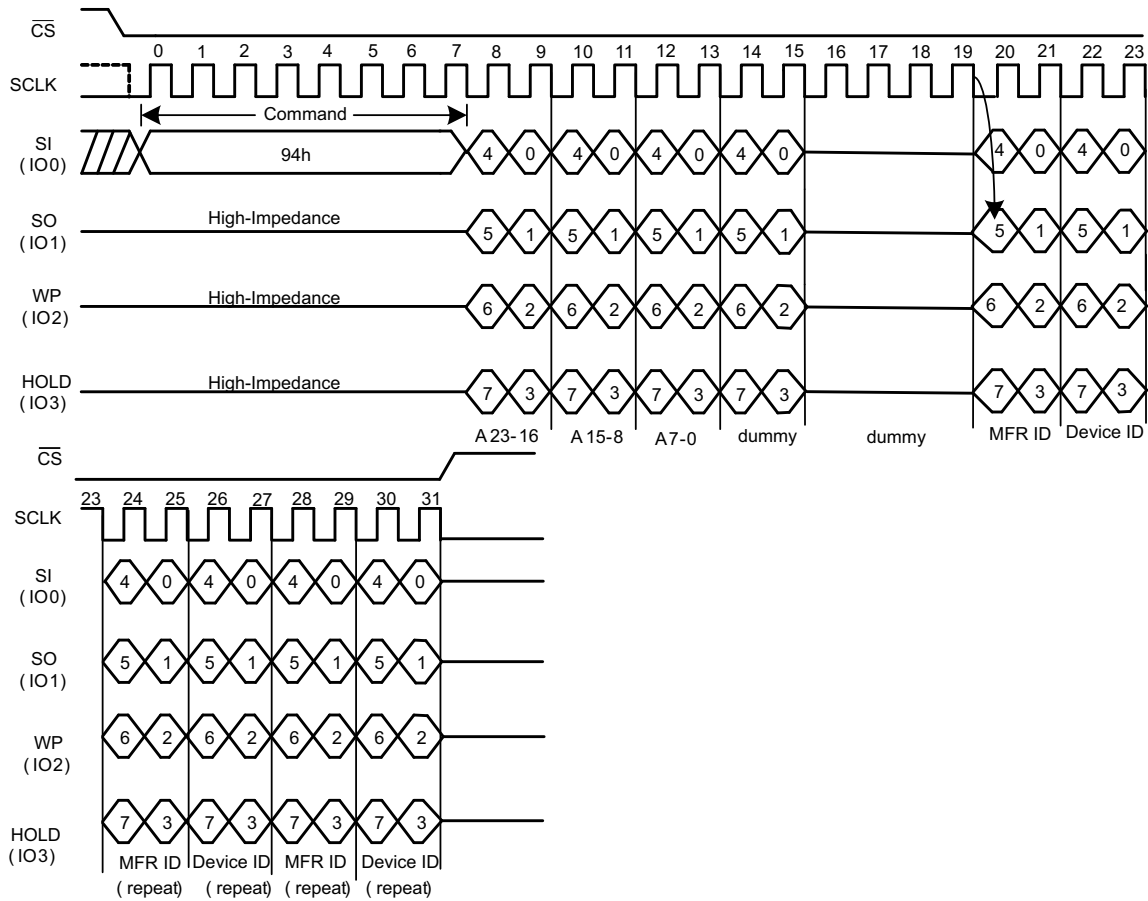 CS
0 1 2 3 4 5 6 7 8 9 10 11 12 13 14 15 16 17 18 19 20 21 22 23
SCLK
Command
SI
(IO0)
94h
4 0 4 0 4 0 4 0 4 0 4 0
SO
(IO1)
High-Impedance
5 1 5 1 5 1 5 1 5 1 5 1
WP
(IO2)
High-Impedance
6 2 6 2 6 2 6 2 6 2 6 2
HOLD
(IO3)
High-Impedance
7 3 7 3 7 3 7 3 7 3 7 3
A23-16 A15-8 A7-0 dummy dummy MFR ID Device ID
CS
23 24 25 26 27 28 29 30 31
SCLK
SI
(IO0)
4 0 4 0 4 0 4 0
SO
(IO1)
5 1 5 1 5 1 5 1
WP
(IO2)
6 2 6 2 6 2 6 2
HOLD
(IO3)
7 3 7 3 7 3 7 3
MFR ID Device ID MFR ID Device ID
(repeat) (repeat) (repeat) (repeat)